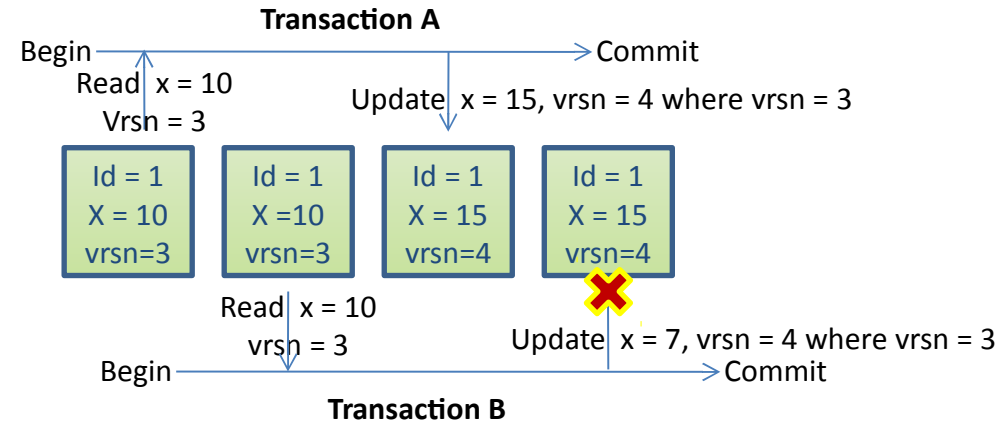 Transaction A
Begin
Commit
Read x = 10
Vrsn = 3
Update x = 15, vrsn = 4 where vrsn = 3
Id = 1
X = 10
vrsn=3
Id = 1
X =10
vrsn=3
Id = 1
X = 15
vrsn=4
Id = 1
X = 15
vrsn=4
Read x = 10
vrsn = 3
Update x = 7, vrsn = 4 where vrsn = 3
Begin
Commit
Transaction B